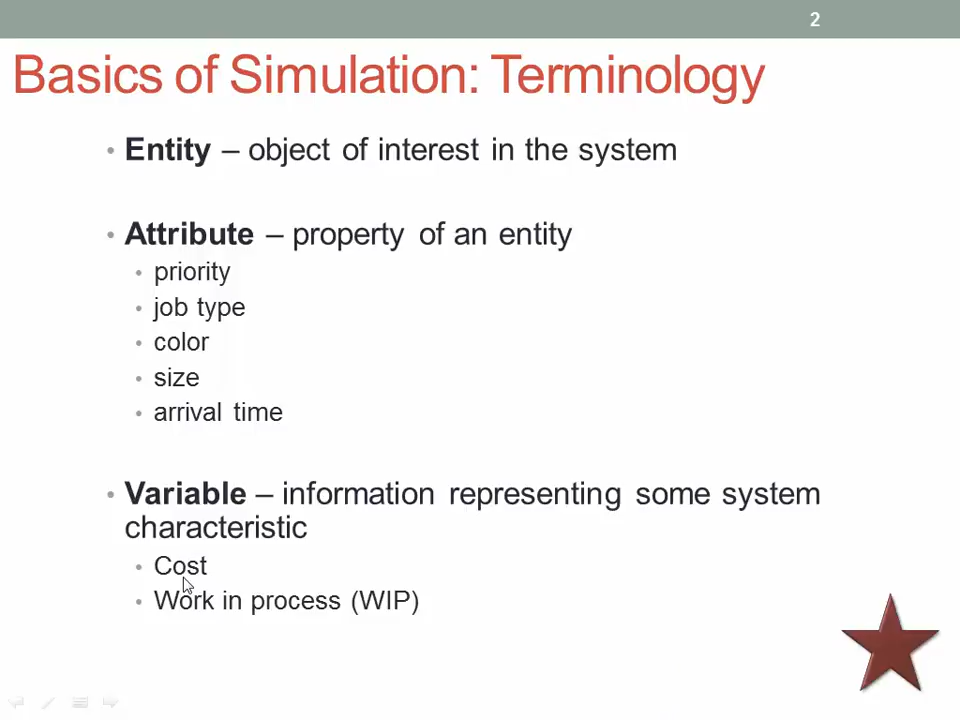 2
Basics of Simulation: Terminology
• Entity – object of interest in the system
• Attribute – property of an entity
• priority
• job type
• color
• size
• arrival time
• Variable – information representing some system
characteristic
• Cost
• Work in process (WIP)